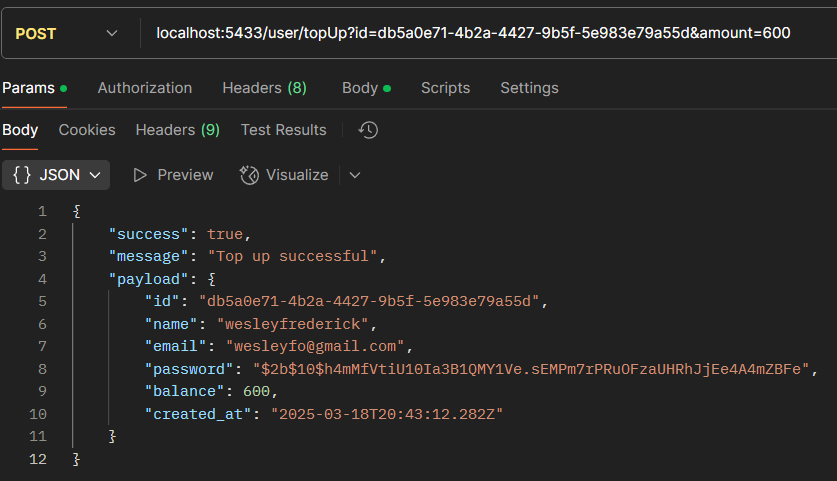 POST localhost:5433/user/topUp?id=db5a0e71-4b2a-4427-9b5f-5e983e79a55d&amount=600
Params Authorization Headers (8) Body Scripts Settings
Body Cookies Headers (9) Test Results
{} JSON Preview Visualize
1 {
2 "success": true,
3 "message": "Top up successful",
4 "payload": {
5 "id": "db5a0e71-4b2a-4427-9b5f-5e983e79a55d",
6 "name": "wesleyfrederick",
7 "email": "wesleyfo@gmail.com",
8 "password": "$2b$10$h4mMfVtiU10Ia3B1QMY1Ve.sEMPm7rPRuOFzaUHRhJjEe4A4mZBFe",
9 "balance": 600,
10 "created_at": "2025-03-18T20:43:12.282Z"
11 }
12 }